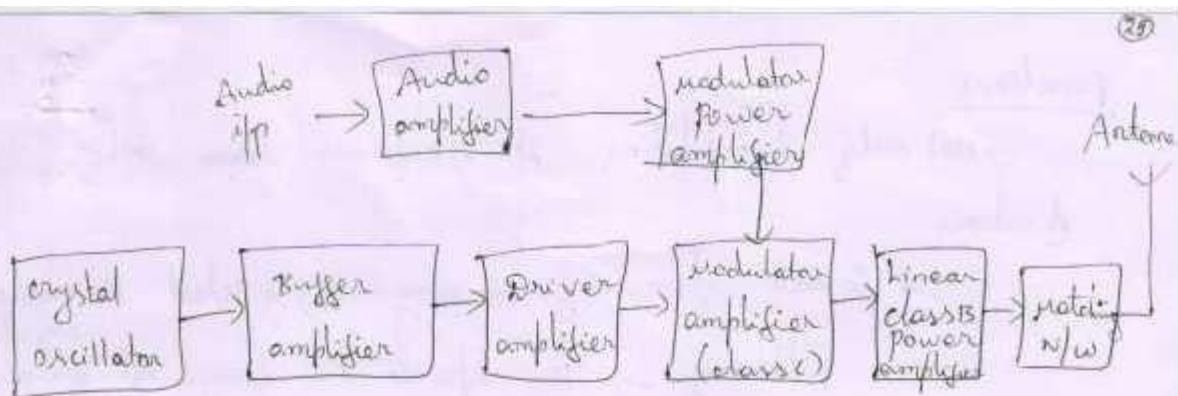 25
Audio
i/p
Audio
amplifier
modulator
Power
amplifier
Antenna
crystal
oscillator
Buffer
amplifier
Driver
amplifier
modulator
amplifier
(class C)
Linear
class B
power
amplifier
N/W